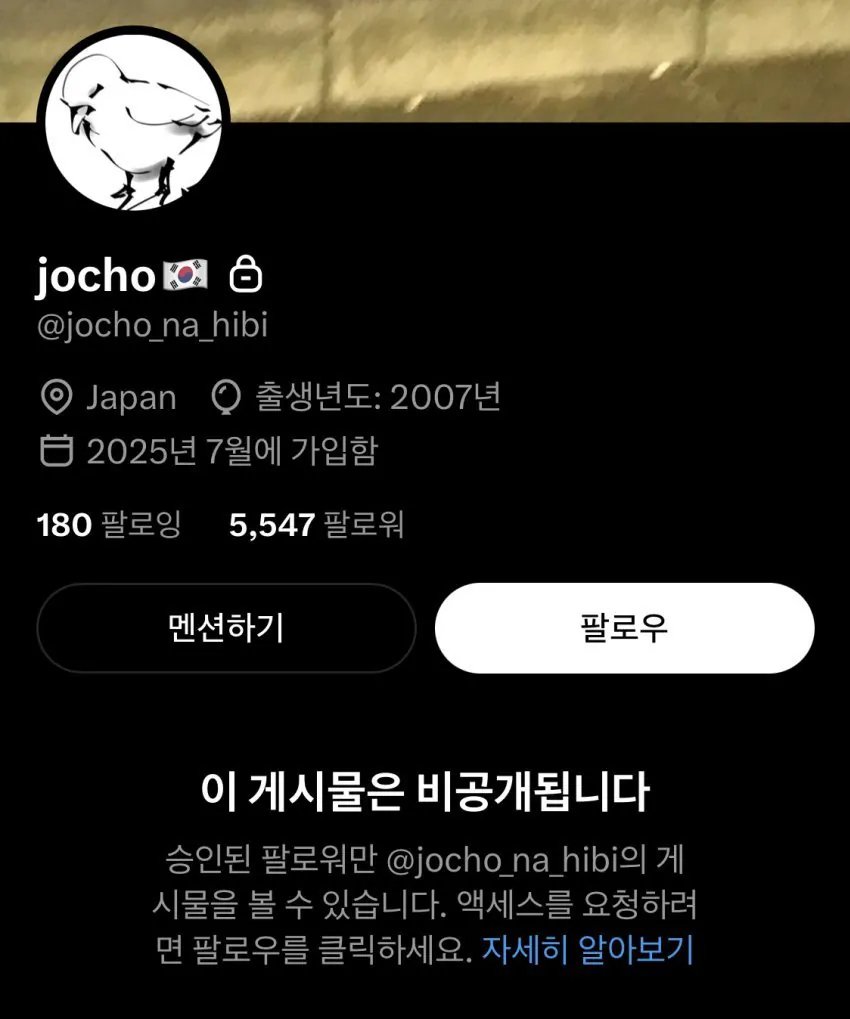 jocho🇰🇷
@jocho_na_hibi
Japan 출생년도: 2007년
2025년 7월에 가입함
180 팔로잉 5,547 팔로워
멘션하기 팔로우
이 게시물은 비공개됩니다
승인된 팔로워만 @jocho_na_hibi의 게
시물을 볼 수 있습니다. 액세스를 요청하려
면 팔로우를 클릭하세요. 자세히 알아보기